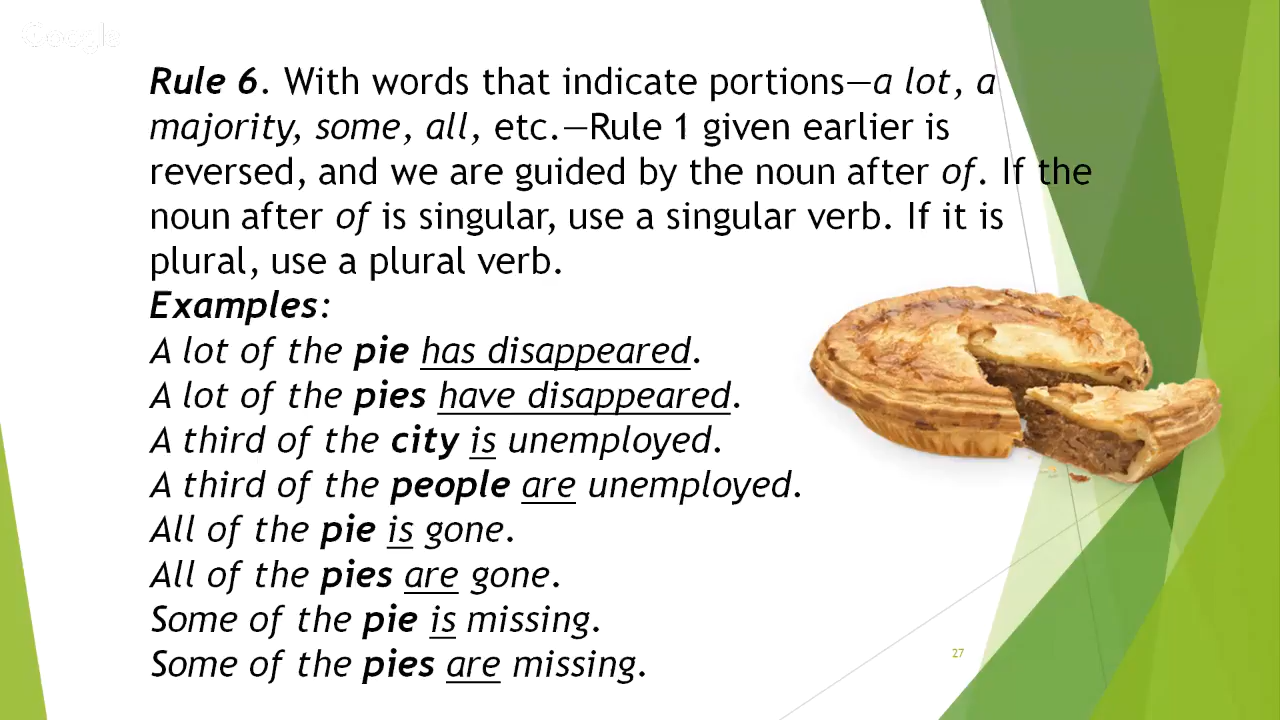 Google
Rule 6. With words that indicate portions—a lot, a
majority, some, all, etc.—Rule 1 given earlier is
reversed, and we are guided by the noun after of. If the
noun after of is singular, use a singular verb. If it is
plural, use a plural verb.
Examples:
A lot of the pie has disappeared.
A lot of the pies have disappeared.
A third of the city is unemployed.
A third of the people are unemployed.
All of the pie is gone.
All of the pies are gone.
Some of the pie is missing.
Some of the pies are missing.
27